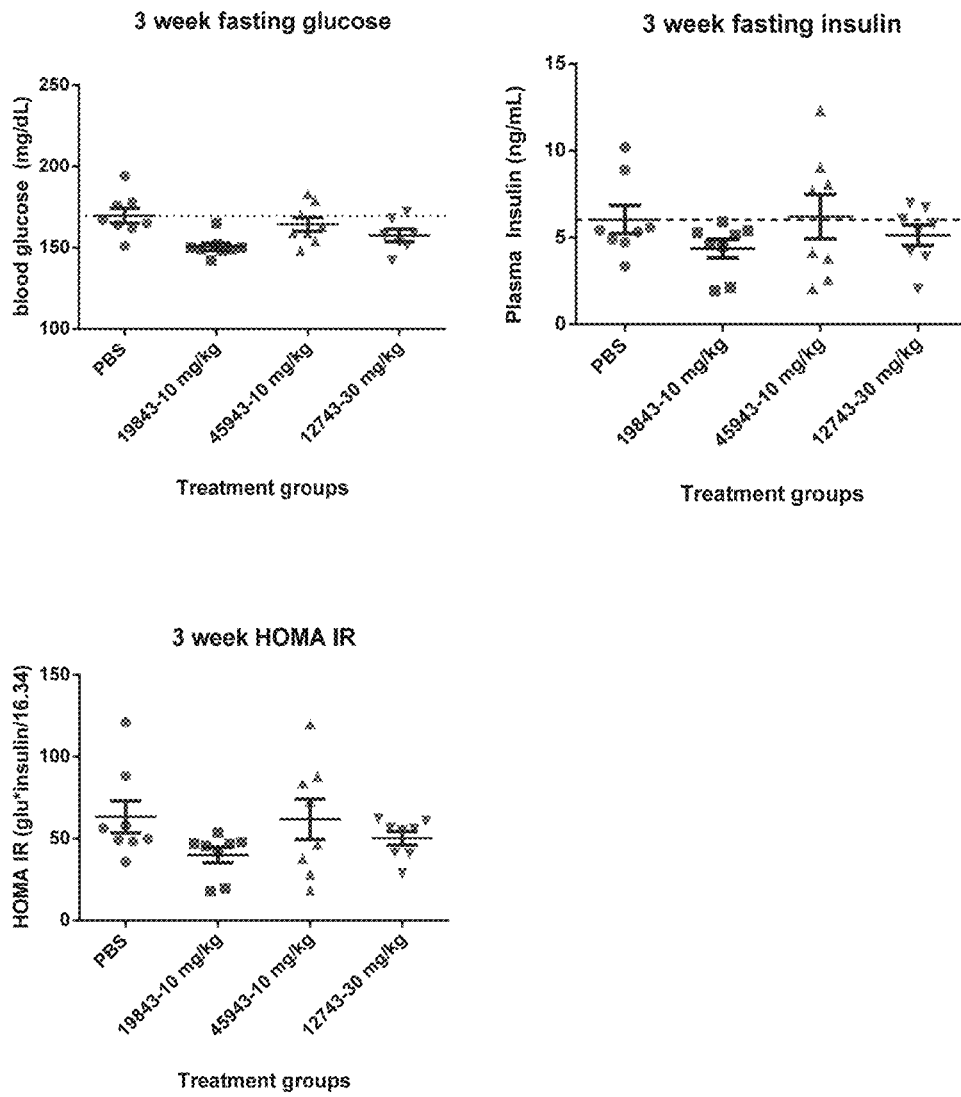 3 week fasting glucose
blood glucose (mg/dL)
250
200
150
100
PBS
19843-10 mg/kg
45943-10 mg/kg
12743-30 mg/kg
Treatment groups
3 week fasting insulin
Plasma Insulin (ng/mL)
15
10
5
0
PBS
19843-10 mg/kg
45943-10 mg/kg
12743-30 mg/kg
Treatment groups
3 week HOMA IR
HOMA IR (glu*insulin/16.34)
150
100
50
0
PBS
19843-10 mg/kg
45943-10 mg/kg
12743-30 mg/kg
Treatment groups